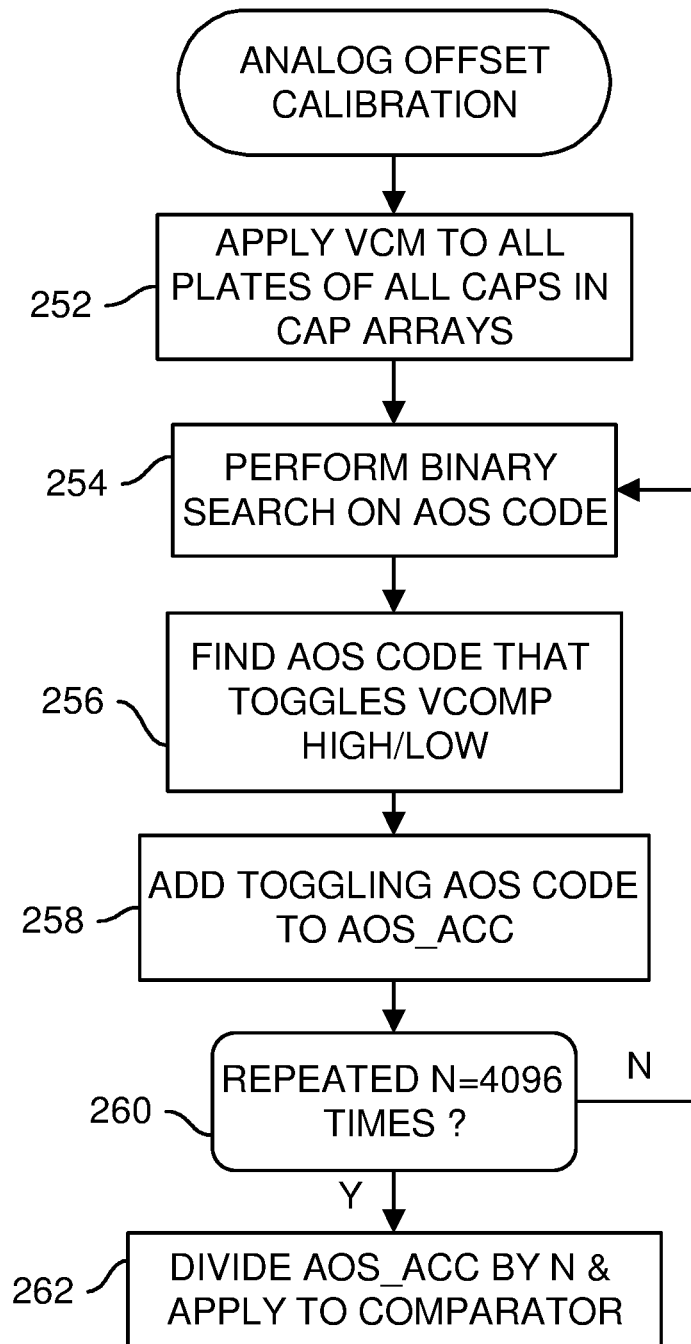 ANALOG OFFSET
CALIBRATION
252
APPLY VCM TO ALL
PLATES OF ALL CAPS IN
CAP ARRAYS
254
PERFORM BINARY
SEARCH ON AOS CODE
256
FIND AOS CODE THAT
TOGGLES VCOMP
HIGH/LOW
258
ADD TOGGLING AOS CODE
TO AOS_ACC
260
REPEATED N=4096
TIMES ?
N
Y
262
DIVIDE AOS_ACC BY N &
APPLY TO COMPARATOR